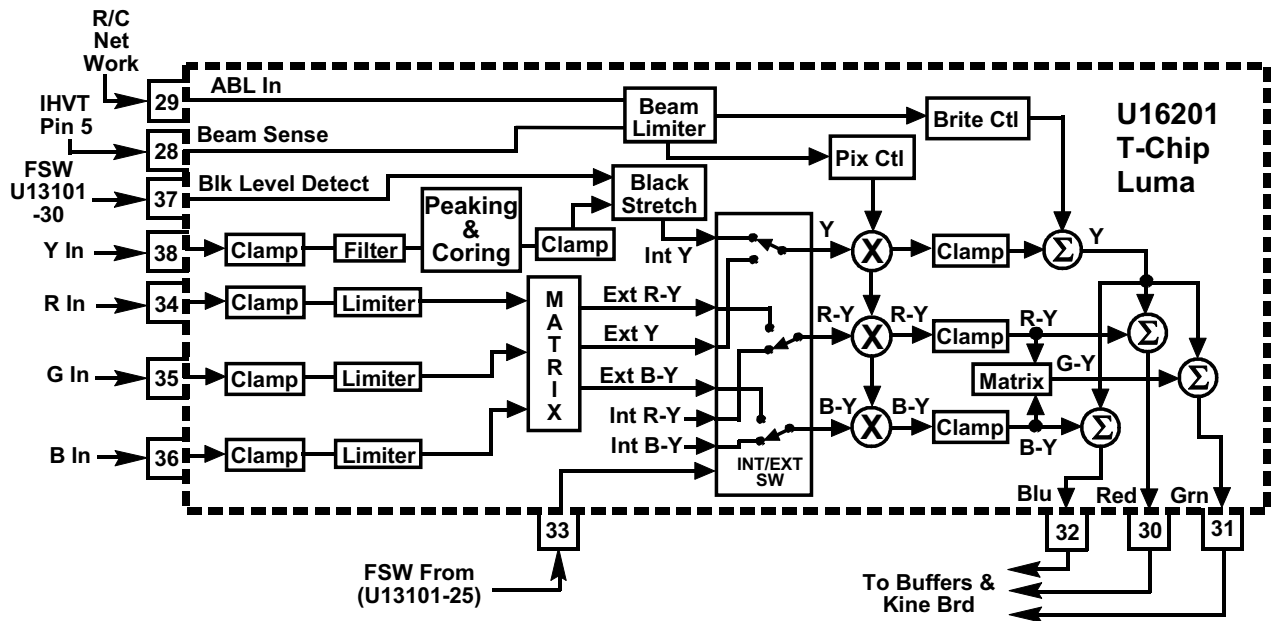 R/C
Net
Work
IHVT
Pin 5
FSW
U13101
-30
Y In
R In
G In
B In
29
28
37
38
34
35
36
ABL In
Beam Sense
Blk Level Detect
Beam
Limiter
Brite Ctl
Pix Ctl
U16201
T-Chip
Luma
Clamp
Filter
Peaking
&
Coring
Clamp
Black
Stretch
Int Y
Y
X
Clamp
Σ
Y
Clamp
Limiter
MATRIX
Ext R-Y
Ext Y
Ext B-Y
Int R-Y
Int B-Y
R-Y
X
R-Y
Clamp
R-Y
Σ
Clamp
Limiter
Matrix
G-Y
Σ
B-Y
X
B-Y
Clamp
B-Y
Σ
Clamp
Limiter
INT/EXT
SW
Blu
Red
Grn
33
32
30
31
FSW From
(U13101-25)
To Buffers &
Kine Brd